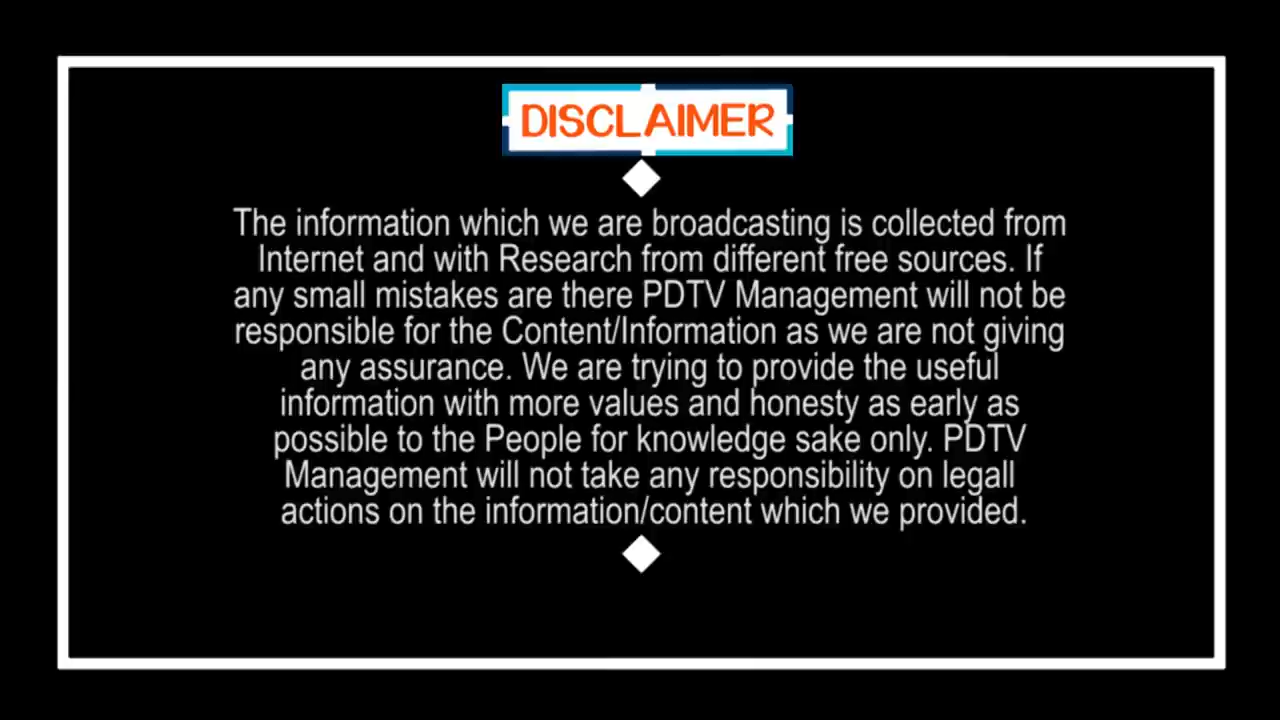 DISCLAIMER
The information which we are broadcasting is collected from
Internet and with Research from different free sources. If
any small mistakes are there PDTV Management will not be
responsible for the Content/Information as we are not giving
any assurance. We are trying to provide the useful
information with more values and honesty as early as
possible to the People for knowledge sake only. PDTV
Management will not take any responsibility on legall
actions on the information/content which we provided.